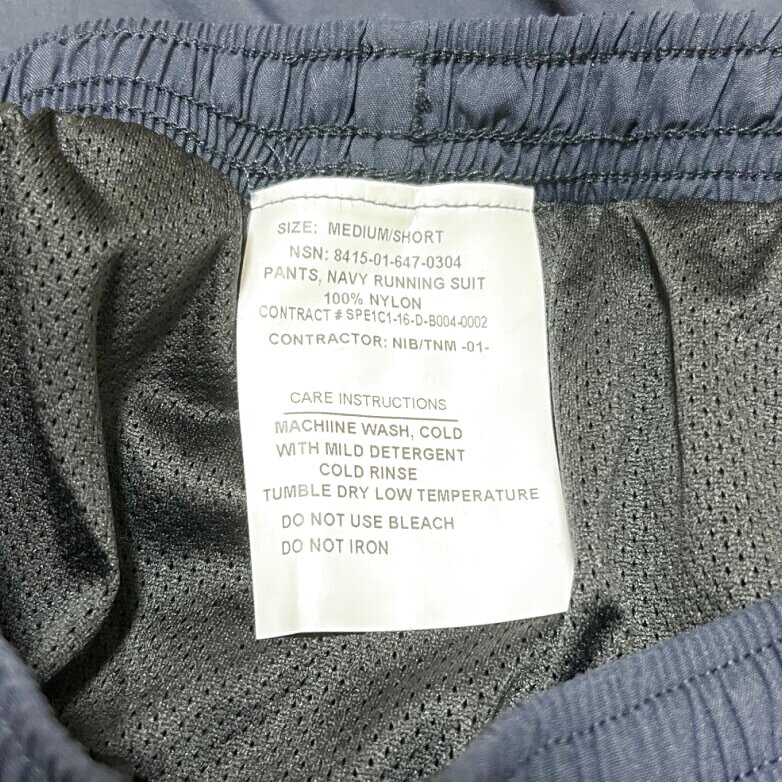 SIZE: MEDIUM/SHORT
NSN: 8415-01-647-0304
PANTS, NAVY RUNNING SUIT
100% NYLON
CONTRACT # SPE1C1-16-D-B004-0002
CONTRACTOR: NIB/TNM -01-
CARE INSTRUCTIONS
MACHIINE WASH, COLD
WITH MILD DETERGENT
COLD RINSE
TUMBLE DRY LOW TEMPERATURE
DO NOT USE BLEACH
DO NOT IRON